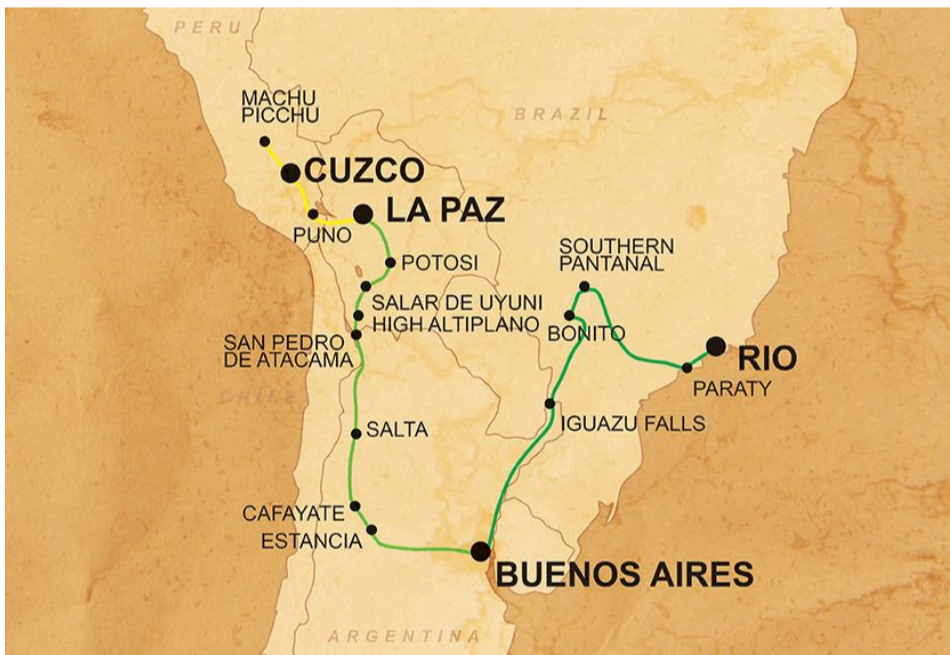 PERU
MACHU
PICCHU
BRAZIL
CUZCO
LA PAZ
PUNO
SOUTHERN
PANTANAL
POTOSI
SALAR DE UYUNI
HIGH ALTIPLANO
BONITO
SAN PEDRO
DE ATACAMA
RIO
PARATY
CHILE
IGUAZU FALLS
SALTA
CAFAYATE
ESTANCIA
BUENOS AIRES
ARGENTINA